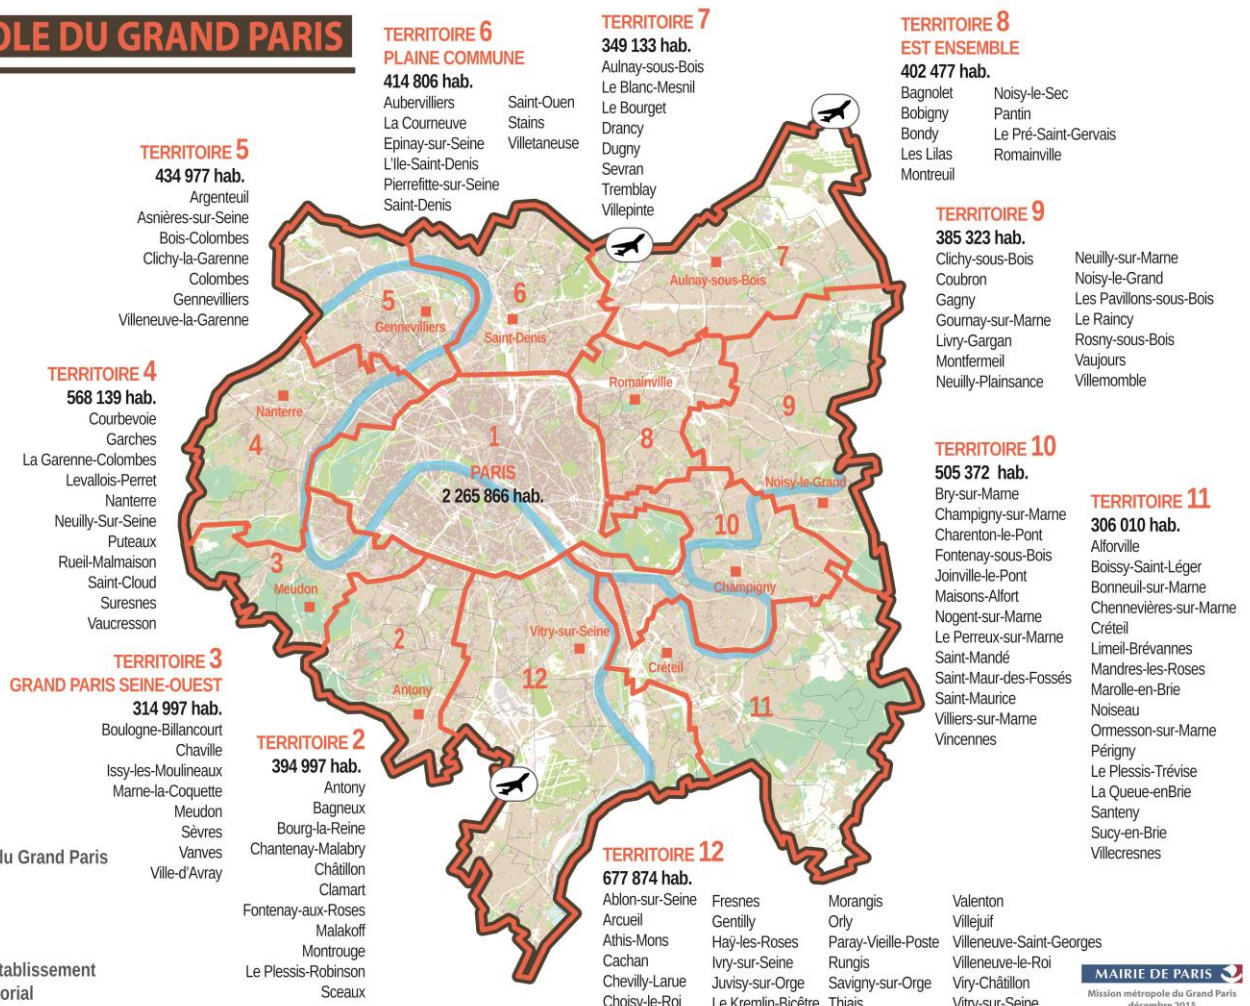 OLE DU GRAND PARIS
TERRITOIRE 6
PLAINE COMMUNE
414 806 hab.
Aubervilliers
La Courneuve
Epinay-sur-Seine
L'Ile-Saint-Denis
Pierrefitte-sur-Seine
Saint-Denis
Saint-Ouen
Stains
Villetaneuse
TERRITOIRE 7
349 133 hab.
Aulnay-sous-Bois
Le Blanc-Mesnil
Le Bourget
Drancy
Dugny
Sevran
Tremblay
Villepinte
TERRITOIRE 8
EST ENSEMBLE
402 477 hab.
Bagnolet
Bobigny
Bondy
Les Lilas
Montreuil
Noisy-le-Sec
Pantin
Le Pré-Saint-Gervais
Romainville
TERRITOIRE 5
434 977 hab.
Argenteuil
Asnières-sur-Seine
Bois-Colombes
Clichy-la-Garenne
Colombes
Gennevilliers
Villeneuve-la-Garenne
TERRITOIRE 9
385 323 hab.
Clichy-sous-Bois
Coubron
Gagny
Gournay-sur-Marne
Livry-Gargan
Montfermeil
Neuilly-Plaisance
Neuilly-sur-Marne
Noisy-le-Grand
Les Pavillons-sous-Bois
Le Raincy
Rosny-sous-Bois
Vaujours
Villemomble
TERRITOIRE 4
568 139 hab.
Courbevoie
Garches
La Garenne-Colombes
Levallois-Perret
Nanterre
Neuilly-Sur-Seine
Puteaux
Rueil-Malmaison
Saint-Cloud
Suresnes
Vaucresson
7
Aulnay-sous-Bois
5
Gennevilliers
6
Saint-Denis
Nanterre
4
Romainville
8
9
1
PARIS
2 265 866 hab.
Noisy-le-Grand
10
Champigny
3
Meudon
2
Antony
Vitry-sur-Seine
12
Créteil
11
TERRITOIRE 10
505 372 hab.
Bry-sur-Marne
Champigny-sur-Marne
Charenton-le-Pont
Fontenay-sous-Bois
Joinville-le-Pont
Maisons-Alfort
Nogent-sur-Marne
Le Perreux-sur-Marne
Saint-Mandé
Saint-Maur-des-Fossés
Saint-Maurice
Villiers-sur-Marne
Vincennes
TERRITOIRE 11
306 010 hab.
Alforville
Boissy-Saint-Léger
Bonneuil-sur-Marne
Chennevières-sur-Marne
Créteil
Limeil-Brévannes
Mandres-les-Roses
Marolle-en-Brie
Noiseau
Ormesson-sur-Marne
Périgny
Le Plessis-Trévise
La Queue-enBrie
Santeny
Sucy-en-Brie
Villecresnes
TERRITOIRE 3
GRAND PARIS SEINE-OUEST
314 997 hab.
Boulogne-Billancourt
Chaville
Issy-les-Moulineaux
Marne-la-Coquette
Meudon
Sèvres
Vanves
Ville-d'Avray
TERRITOIRE 2
394 997 hab.
Antony
Bagneux
Bourg-la-Reine
Chantenay-Malabry
Châtillon
Clamart
Fontenay-aux-Roses
Malakoff
Montrouge
Le Plessis-Robinson
Sceaux
du Grand Paris
tablissement
orial
TERRITOIRE 12
677 874 hab.
Ablon-sur-Seine
Arcueil
Athis-Mons
Cachan
Chevilly-Larue
Choisy-le-Roi
Fresnes
Gentilly
Haÿ-les-Roses
Ivry-sur-Seine
Juvisy-sur-Orge
Le Kremlin-Bicêtre
Morangis
Orly
Paray-Vieille-Poste
Rungis
Savigny-sur-Orge
Thiais
Valenton
Villejuif
Villeneuve-Saint-Georges
Villeneuve-le-Roi
Viry-Châtillon
Vitry-sur-Seine
MAIRIE DE PARIS
Mission métropole du Grand Paris
décembre 2015